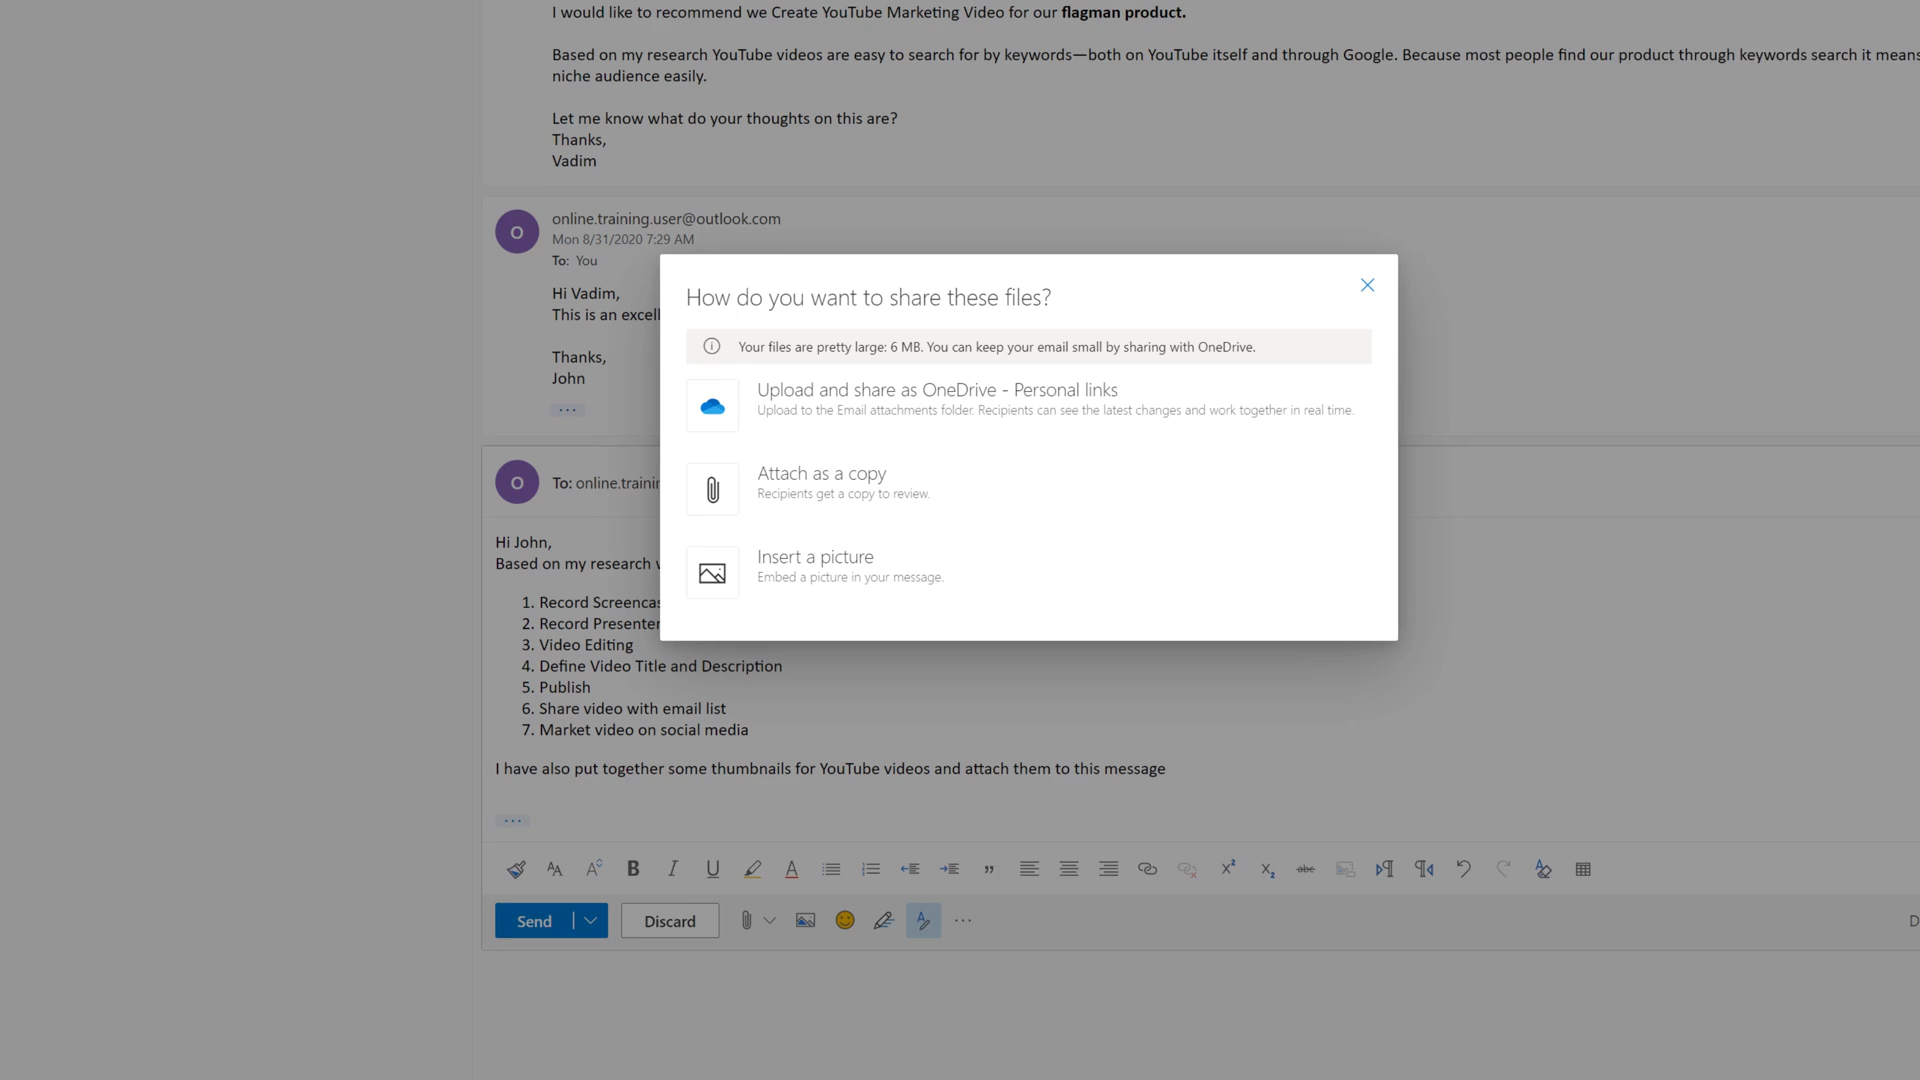 I would like to recommend we Create YouTube Marketing Video for our flagman product.
Based on my research YouTube videos are easy to search for by keywords—both on YouTube itself and through Google. Because most people find our product through keywords search it means
niche audience easily.
Let me know what do your thoughts on this are?
Thanks,
Vadim
O
online.training.user@outlook.com
Mon 8/31/2020 7:29 AM
To: You
Hi Vadim,
This is an excell
Thanks,
John
...
How do you want to share these files?
Your files are pretty large: 6 MB. You can keep your email small by sharing with OneDrive.
Upload and share as OneDrive - Personal links
Upload to the Email attachments folder. Recipients can see the latest changes and work together in real time.
Attach as a copy
Recipients get a copy to review.
Insert a picture
Embed a picture in your message.
O
To: online.trainin
Hi John,
Based on my research
1. Record Screencas
2. Record Presenter
3. Video Editing
4. Define Video Title and Description
5. Publish
6. Share video with email list
7. Market video on social media
I have also put together some thumbnails for YouTube videos and attach them to this message
...
Send
Discard
...